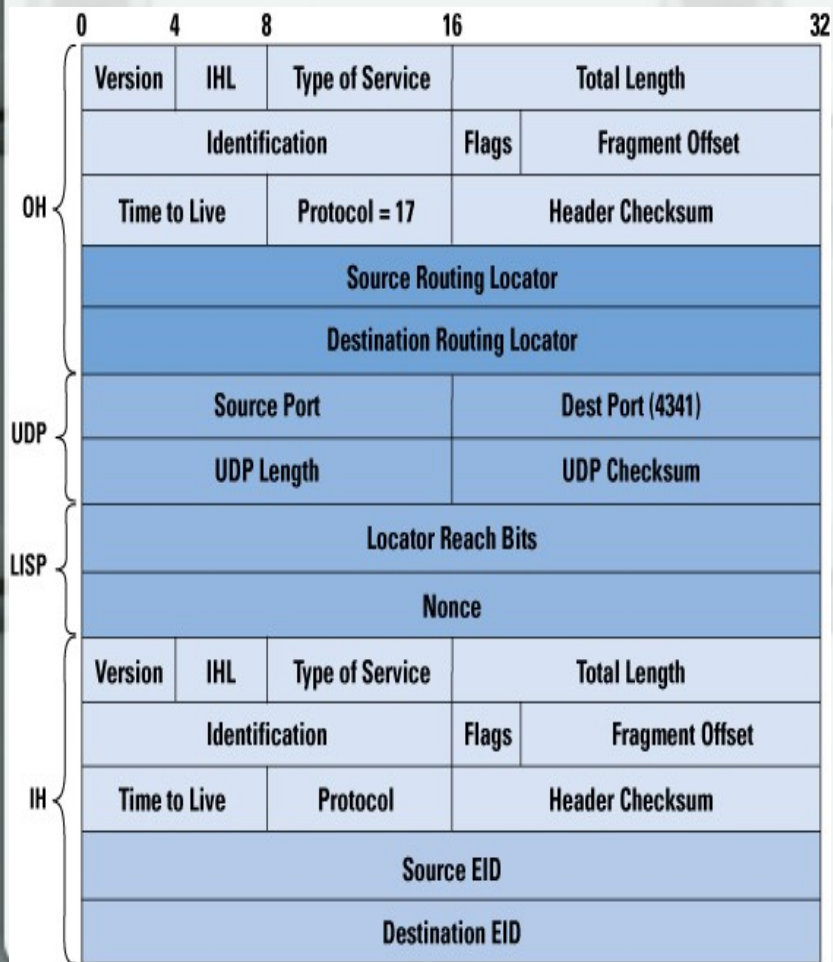 0 4 8 16 32
Version IHL Type of Service Total Length
Identification Flags Fragment Offset
OH Time to Live Protocol = 17 Header Checksum
Source Routing Locator
Destination Routing Locator
Source Port Dest Port (4341)
UDP
UDP Length UDP Checksum
Locator Reach Bits
LISP
Nonce
Version IHL Type of Service Total Length
Identification Flags Fragment Offset
IH Time to Live Protocol Header Checksum
Source EID
Destination EID